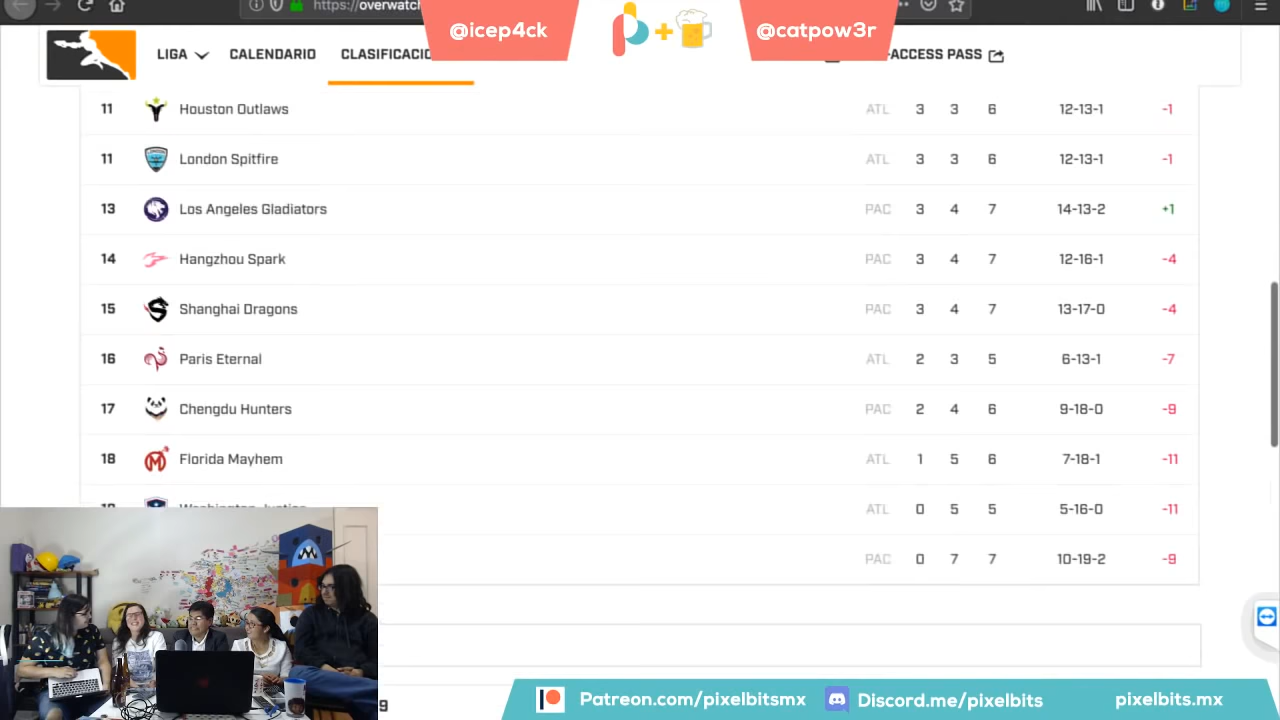 https://overwatch
@icep4ck
@catpow3r
LIGA
CALENDARIO
ACCESS PASS
11 Houston Outlaws ATL 3 3 6 12-13-1 -1
11 London Spitfire ATL 3 3 6 12-13-1 -1
13 Los Angeles Gladiators PAC 3 4 7 14-13-2 +1
14 Hangzhou Spark PAC 3 4 7 12-16-1 -4
15 Shanghai Dragons PAC 3 4 7 13-17-0 -4
16 Paris Eternal ATL 2 3 5 6-13-1 -7
17 Chengdu Hunters PAC 2 4 6 9-18-0 -9
18 Florida Mayhem ATL 1 5 6 7-18-1 -11
ATL 0 5 5 5-16-0 -11
PAC 0 7 7 10-19-2 -9
9
Patreon.com/pixelbitsmx
Discord.me/pixelbits
pixelbits.mx